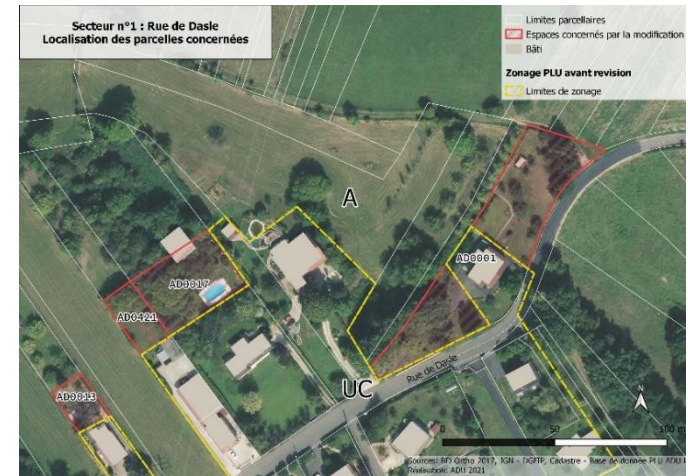 Secteur n°1 : Rue de Dasle
Localisation des parcelles concernées
Limites parcellaires
Espaces concernés par la modification
Bâti
Zonage PLU avant revision
Limites de zonage
A
AD0001
AD0017
AD0421
AD0013
UC
Rue de Dasle
N
0 50 100 m
Sources: BD Ortho 2017, IGN - DGFIP, Cadastre - Base de donnée PLU ADU
Réalisation: ADU 2021